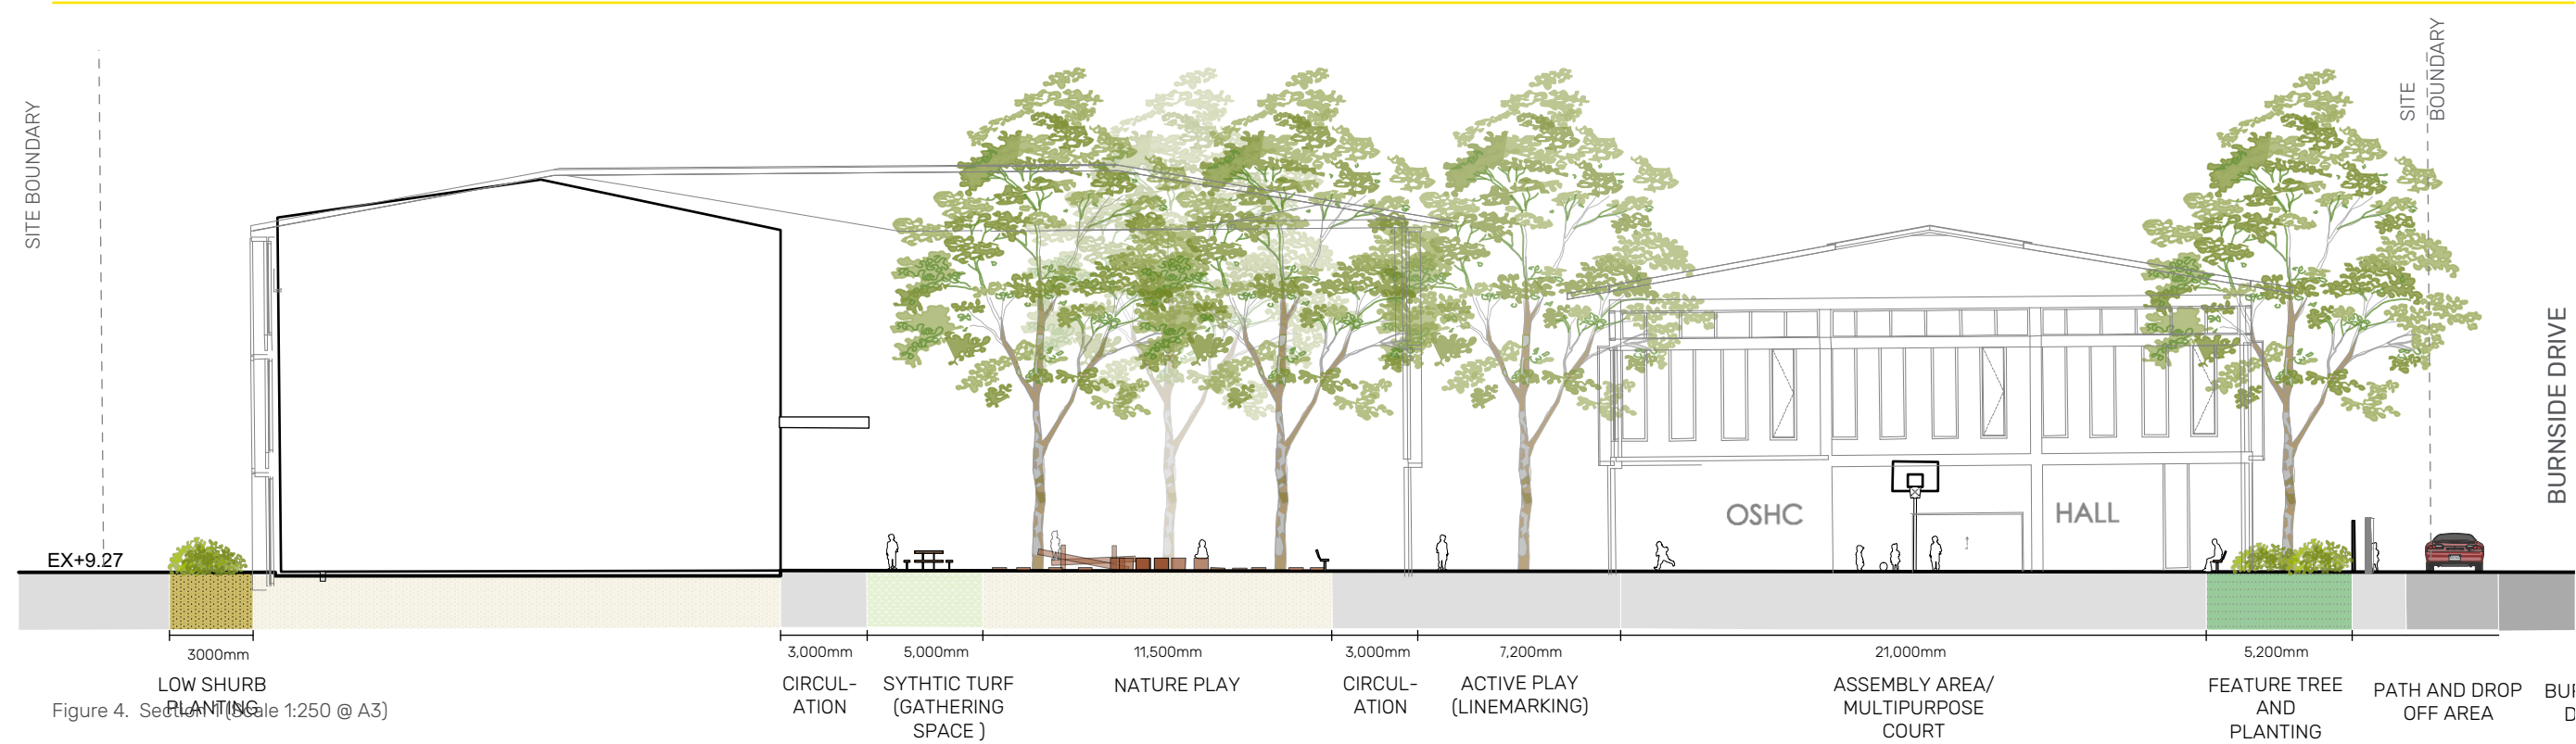 SITE BOUNDARY
SITE
BOUNDARY
BURNSIDE DRIVE
EX+9.27
OSHC
HALL
3000mm
3,000mm
5,000mm
11,500mm
3,000mm
7,200mm
21,000mm
5,200mm
LOW SHURB
PLANTING
CIRCUL-
ATION
SYTHTIC TURF
(GATHERING
SPACE )
NATURE PLAY
CIRCUL-
ATION
ACTIVE PLAY
(LINEMARKING)
ASSEMBLY AREA/
MULTIPURPOSE
COURT
FEATURE TREE
AND
PLANTING
PATH AND DROP
OFF AREA
BUR
D
Figure 4. Section 1 (Scale 1:250 @ A3)